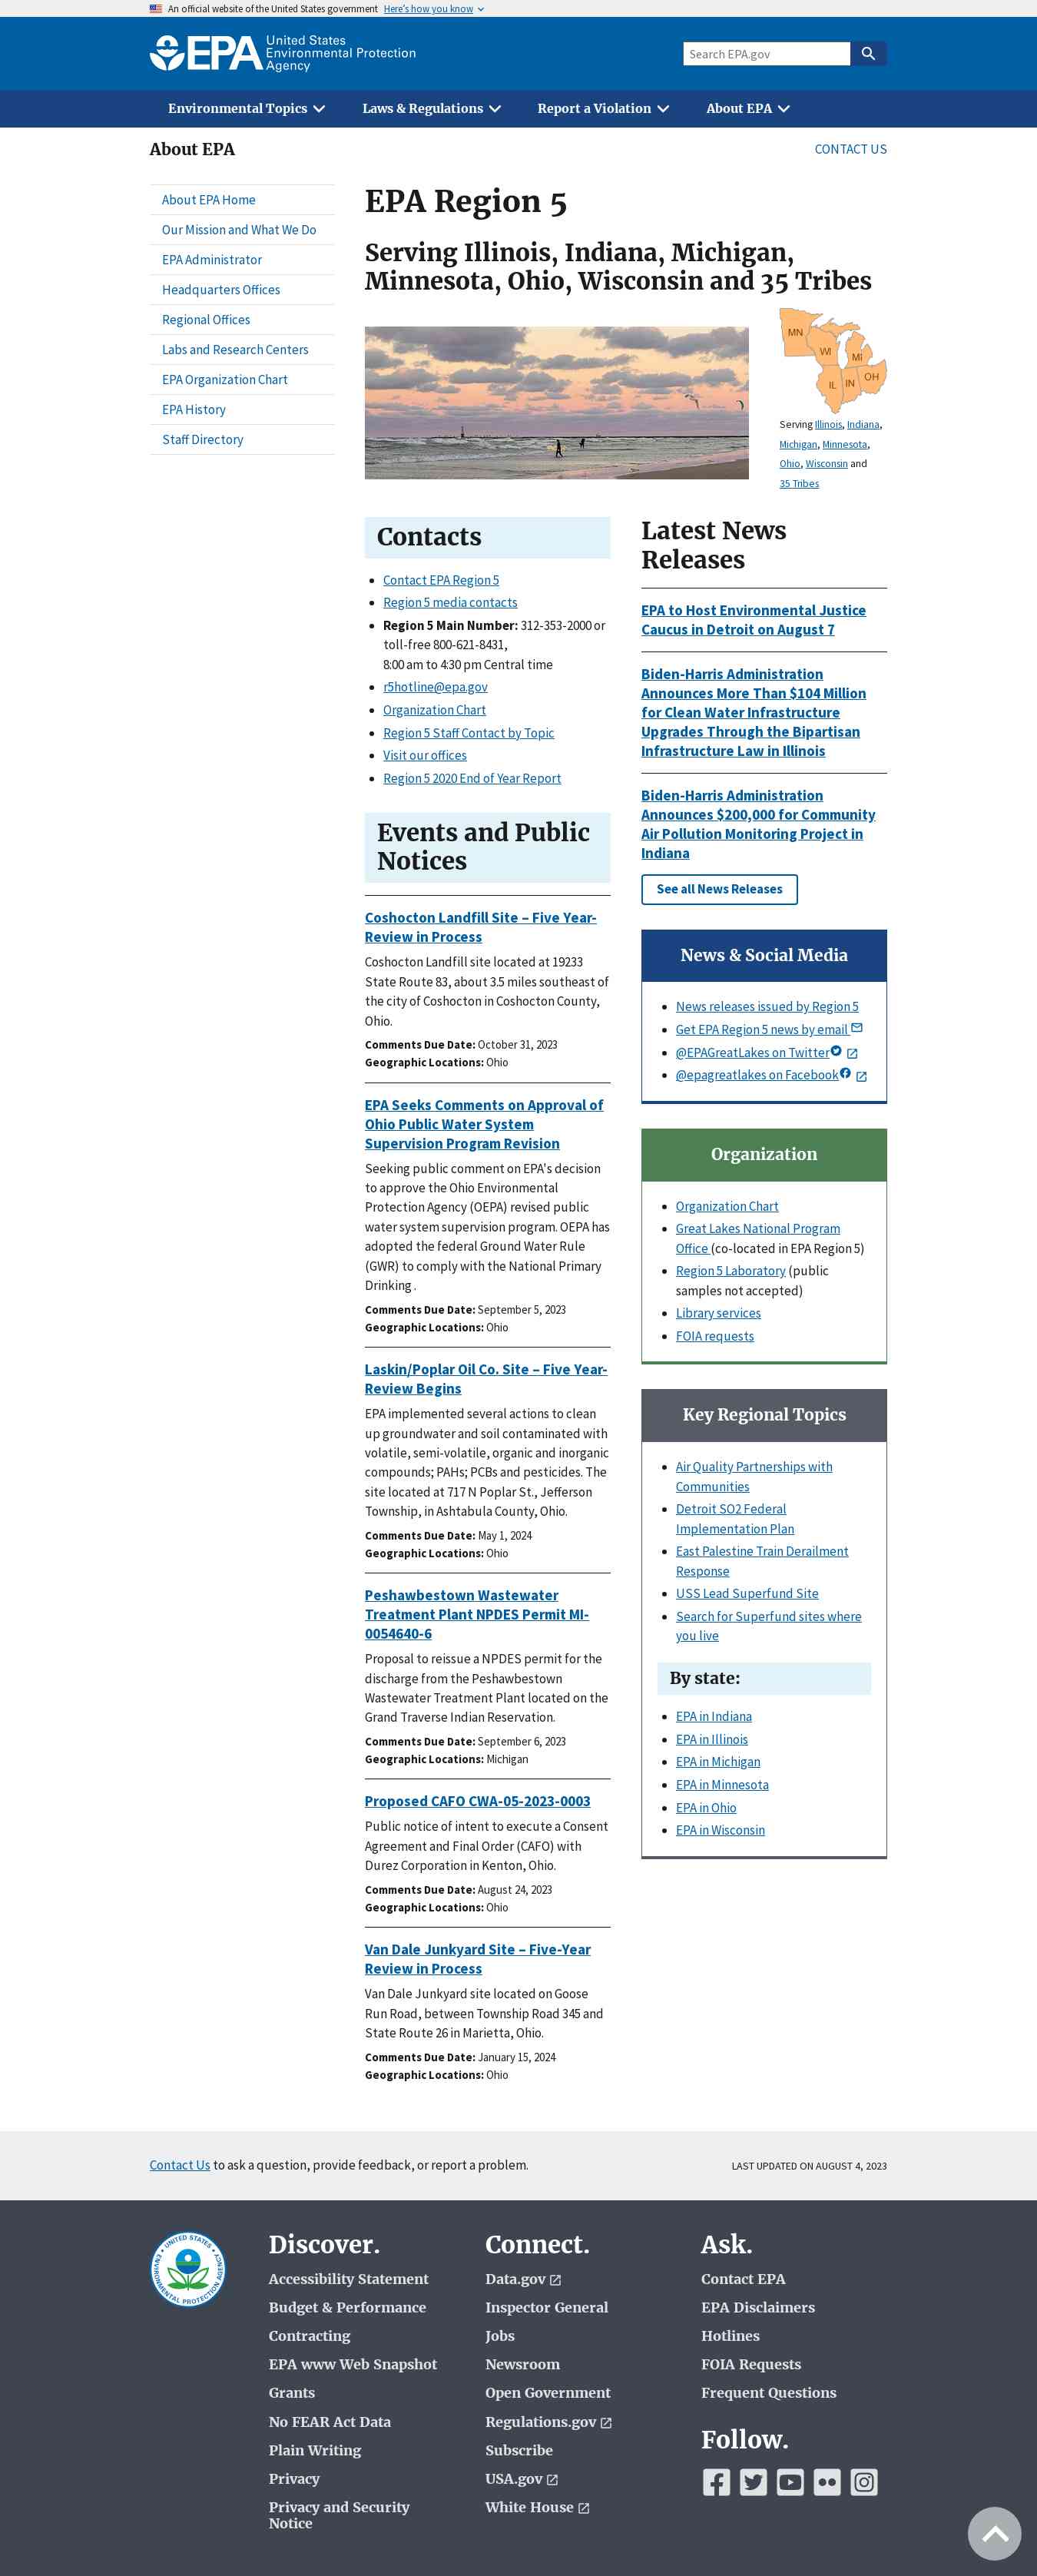 An official website of the United States government Here's how you know
EPA United States
Environmental Protection
Agency
Search EPA.gov
Environmental Topics Laws & Regulations Report a Violation About EPA
About EPA
CONTACT US
About EPA Home
Our Mission and What We Do
EPA Administrator
Headquarters Offices
Regional Offices
Labs and Research Centers
EPA Organization Chart
EPA History
Staff Directory
EPA Region 5
Serving Illinois, Indiana, Michigan,
Minnesota, Ohio, Wisconsin and 35 Tribes
MN
WI
MI
IL
IN
OH
Serving Illinois, Indiana,
Michigan, Minnesota,
Ohio, Wisconsin and
35 Tribes
Contacts
Contact EPA Region 5
Region 5 media contacts
Region 5 Main Number: 312-353-2000 or
toll-free 800-621-8431,
8:00 am to 4:30 pm Central time
r5hotline@epa.gov
Organization Chart
Region 5 Staff Contact by Topic
Visit our offices
Region 5 2020 End of Year Report
Events and Public
Notices
Coshocton Landfill Site – Five Year-
Review in Process
Coshocton Landfill site located at 19233
State Route 83, about 3.5 miles southeast of
the city of Coshocton in Coshocton County,
Ohio.
Comments Due Date: October 31, 2023
Geographic Locations: Ohio
EPA Seeks Comments on Approval of
Ohio Public Water System
Supervision Program Revision
Seeking public comment on EPA's decision
to approve the Ohio Environmental
Protection Agency (OEPA) revised public
water system supervision program. OEPA has
adopted the federal Ground Water Rule
(GWR) to comply with the National Primary
Drinking .
Comments Due Date: September 5, 2023
Geographic Locations: Ohio
Laskin/Poplar Oil Co. Site – Five Year-
Review Begins
EPA implemented several actions to clean
up groundwater and soil contaminated with
volatile, semi-volatile, organic and inorganic
compounds; PAHs; PCBs and pesticides. The
site located at 717 N Poplar St., Jefferson
Township, in Ashtabula County, Ohio.
Comments Due Date: May 1, 2024
Geographic Locations: Ohio
Peshawbestown Wastewater
Treatment Plant NPDES Permit MI-
0054640-6
Proposal to reissue a NPDES permit for the
discharge from the Peshawbestown
Wastewater Treatment Plant located on the
Grand Traverse Indian Reservation.
Comments Due Date: September 6, 2023
Geographic Locations: Michigan
Proposed CAFO CWA-05-2023-0003
Public notice of intent to execute a Consent
Agreement and Final Order (CAFO) with
Durez Corporation in Kenton, Ohio.
Comments Due Date: August 24, 2023
Geographic Locations: Ohio
Van Dale Junkyard Site – Five-Year
Review in Process
Van Dale Junkyard site located on Goose
Run Road, between Township Road 345 and
State Route 26 in Marietta, Ohio.
Comments Due Date: January 15, 2024
Geographic Locations: Ohio
Latest News
Releases
EPA to Host Environmental Justice
Caucus in Detroit on August 7
Biden-Harris Administration
Announces More Than $104 Million
for Clean Water Infrastructure
Upgrades Through the Bipartisan
Infrastructure Law in Illinois
Biden-Harris Administration
Announces $200,000 for Community
Air Pollution Monitoring Project in
Indiana
See all News Releases
News & Social Media
News releases issued by Region 5
Get EPA Region 5 news by email
@EPAGreatLakes on Twitter
@epagreatlakes on Facebook
Organization
Organization Chart
Great Lakes National Program
Office (co-located in EPA Region 5)
Region 5 Laboratory (public
samples not accepted)
Library services
FOIA requests
Key Regional Topics
Air Quality Partnerships with
Communities
Detroit SO2 Federal
Implementation Plan
East Palestine Train Derailment
Response
USS Lead Superfund Site
Search for Superfund sites where
you live
By state:
EPA in Indiana
EPA in Illinois
EPA in Michigan
EPA in Minnesota
EPA in Ohio
EPA in Wisconsin
Contact Us to ask a question, provide feedback, or report a problem.
LAST UPDATED ON AUGUST 4, 2023
UNITED STATES
ENVIRONMENTAL PROTECTION AGENCY
Discover.
Accessibility Statement
Budget & Performance
Contracting
EPA www Web Snapshot
Grants
No FEAR Act Data
Plain Writing
Privacy
Privacy and Security
Notice
Connect.
Data.gov
Inspector General
Jobs
Newsroom
Open Government
Regulations.gov
Subscribe
USA.gov
White House
Ask.
Contact EPA
EPA Disclaimers
Hotlines
FOIA Requests
Frequent Questions
Follow.